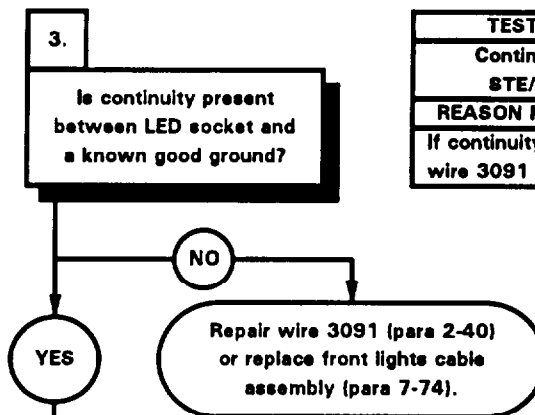 3.
Is continuity present
between LED socket and
a known good ground?
TEST
Contin
STE/
REASON
If continuity
wire 3091
NO
YES
Repair wire 3091 (para 2-40)
or replace front lights cable
assembly (para 7-74).